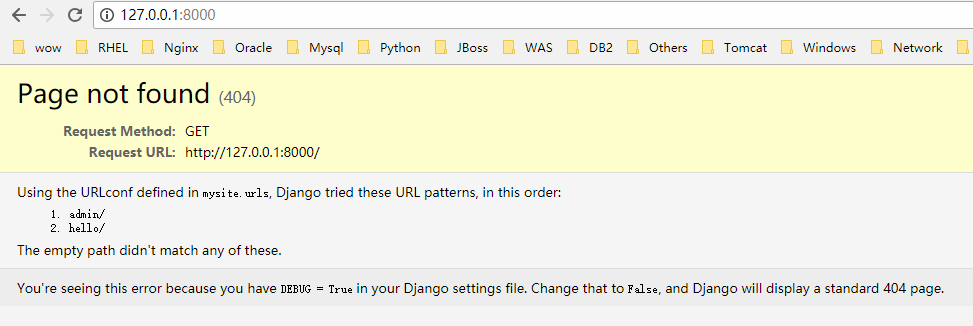 127.0.0.1:8000
wow RHEL Nginx Oracle Mysql Python JBoss WAS DB2 Others Tomcat Windows Network
Page not found (404)
Request Method: GET
Request URL: http://127.0.0.1:8000/
Using the URLconf defined in mysite.urls, Django tried these URL patterns, in this order:
1. admin/
2. hello/
The empty path didn't match any of these.
You're seeing this error because you have DEBUG = True in your Django settings file. Change that to False, and Django will display a standard 404 page.